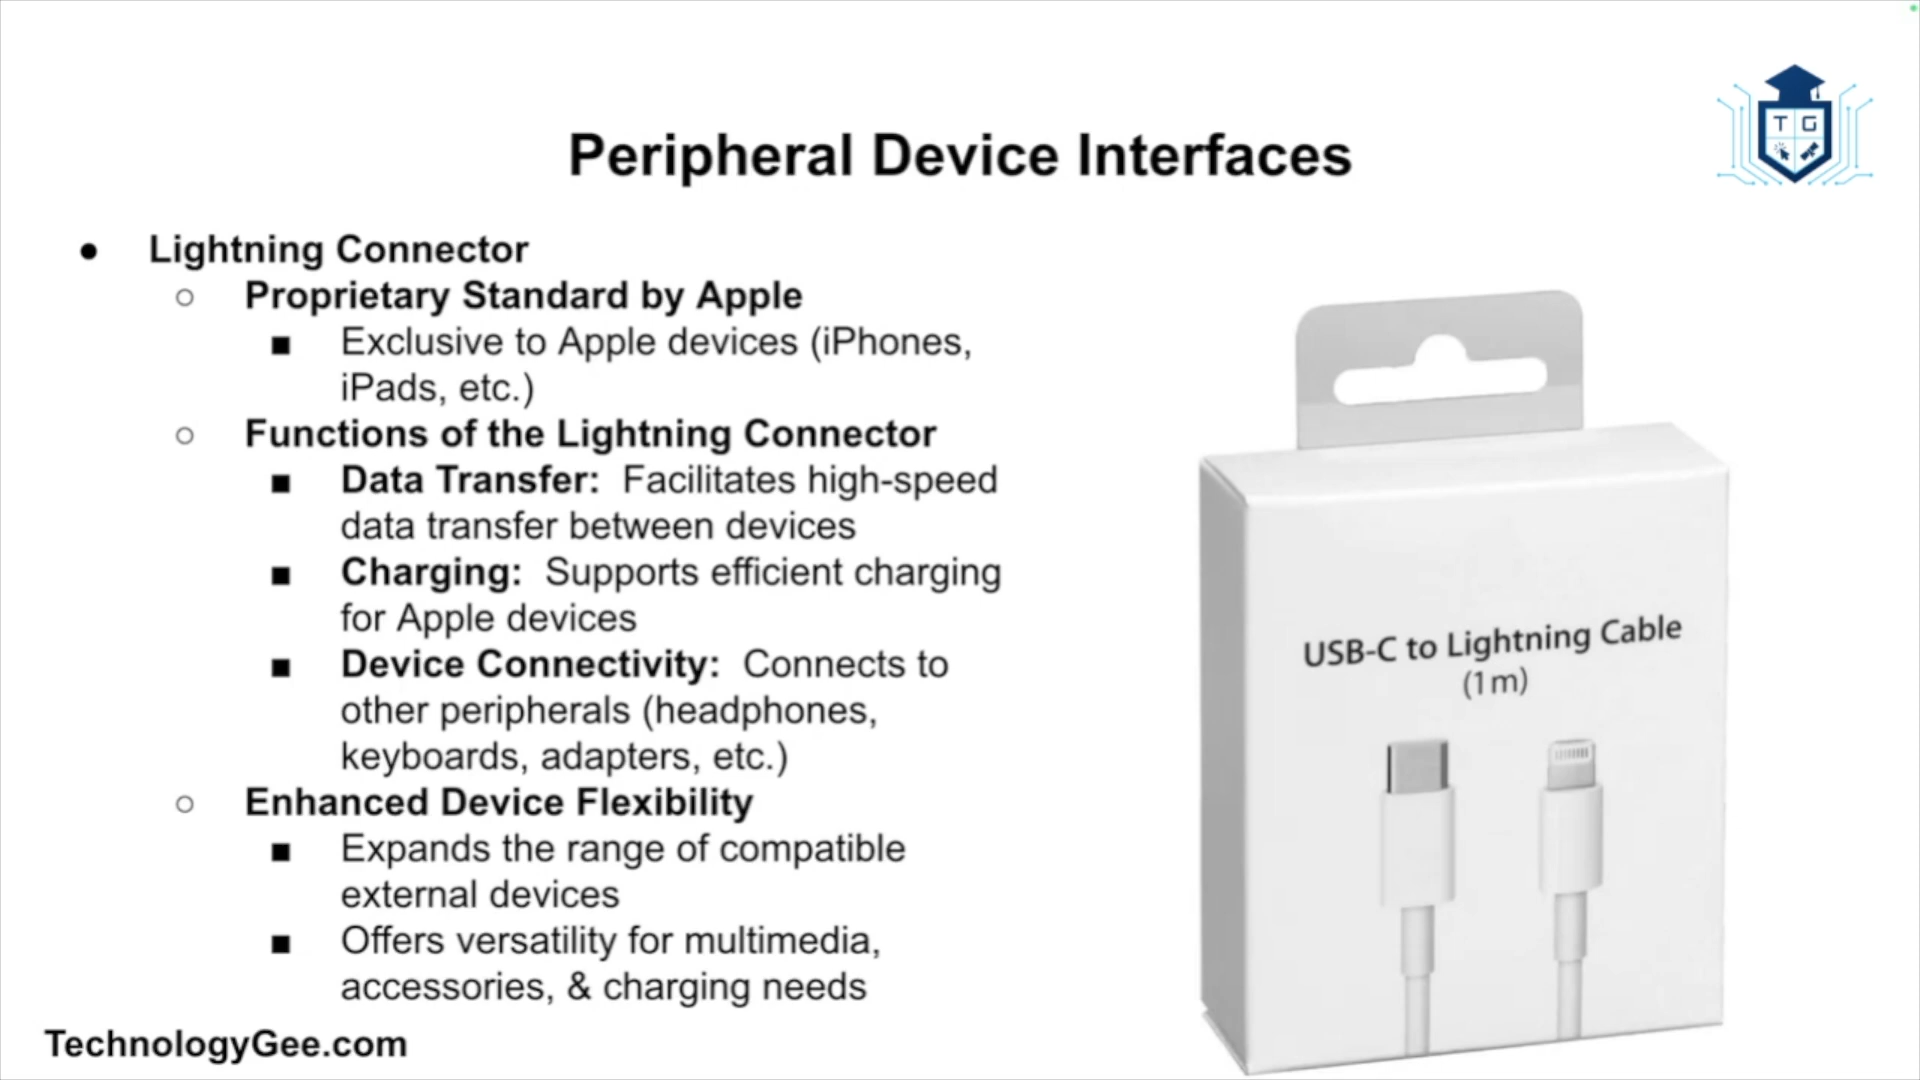 T G
Peripheral Device Interfaces
● Lightning Connector
○ Proprietary Standard by Apple
■ Exclusive to Apple devices (iPhones,
iPads, etc.)
○ Functions of the Lightning Connector
■ Data Transfer: Facilitates high-speed
data transfer between devices
■ Charging: Supports efficient charging
for Apple devices
■ Device Connectivity: Connects to
other peripherals (headphones,
keyboards, adapters, etc.)
○ Enhanced Device Flexibility
■ Expands the range of compatible
external devices
■ Offers versatility for multimedia,
accessories, & charging needs
USB-C to Lightning Cable
(1m)
TechnologyGee.com